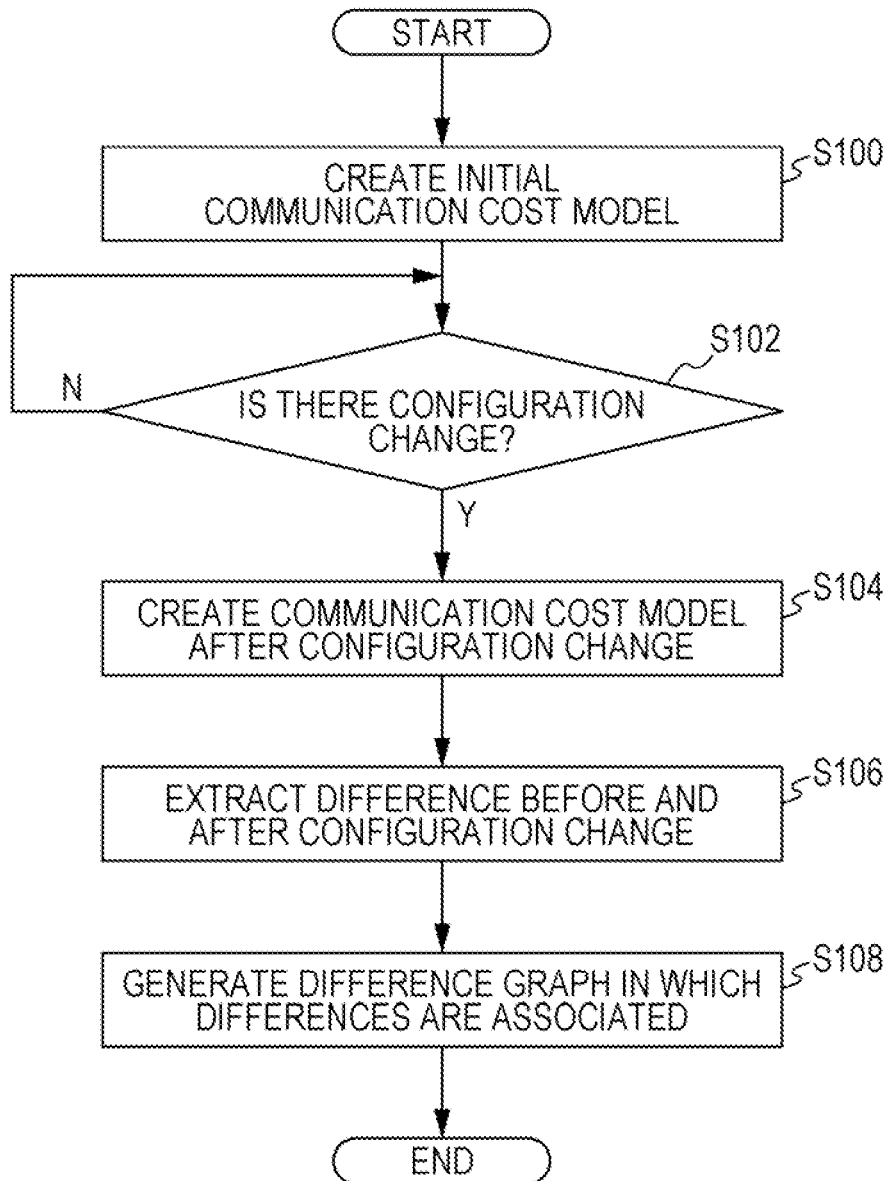 START
S100
CREATE INITIAL
COMMUNICATION COST MODEL
S102
N
IS THERE CONFIGURATION
CHANGE?
Y
S104
CREATE COMMUNICATION COST MODEL
AFTER CONFIGURATION CHANGE
S106
EXTRACT DIFFERENCE BEFORE AND
AFTER CONFIGURATION CHANGE
S108
GENERATE DIFFERENCE GRAPH IN WHICH
DIFFERENCES ARE ASSOCIATED
END